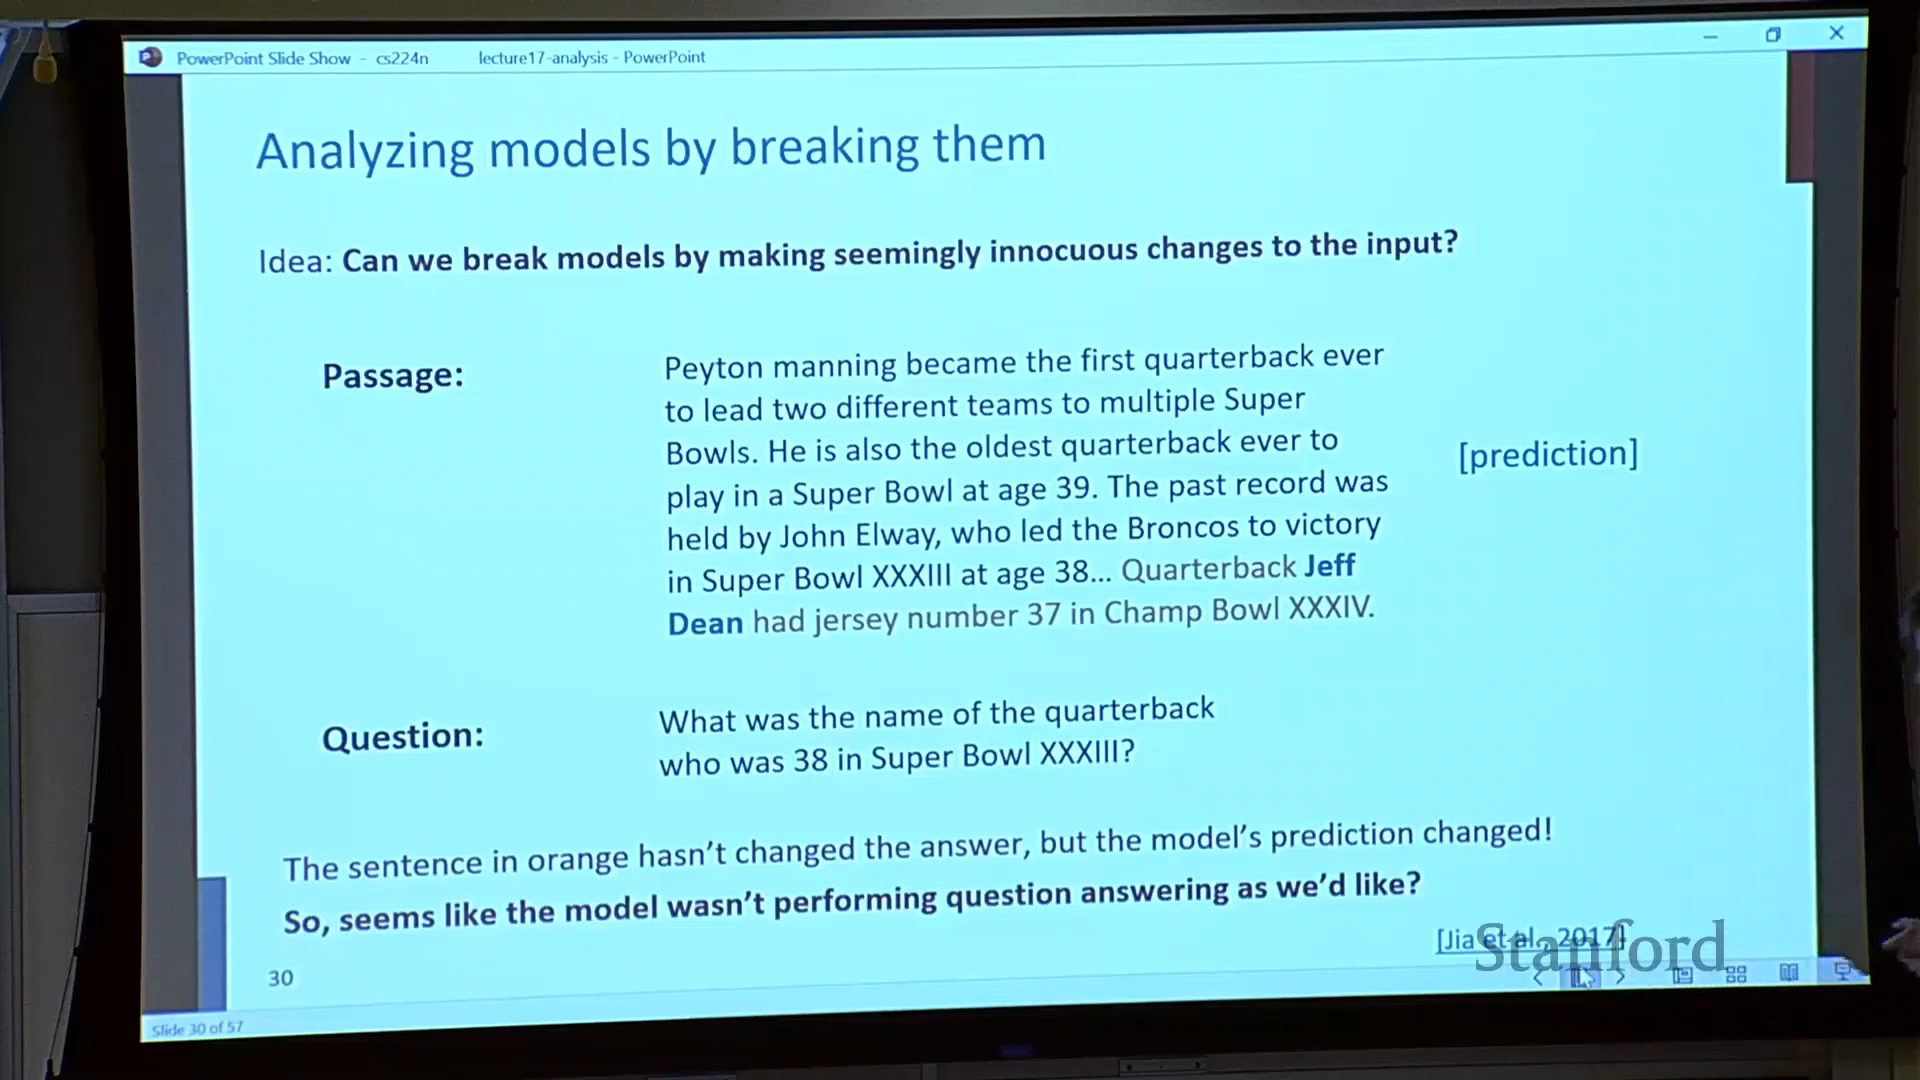 PowerPoint Slide Show - cs224n lecture17-analysis - PowerPoint
Analyzing models by breaking them
Idea: Can we break models by making seemingly innocuous changes to the input?
Passage:
Peyton manning became the first quarterback ever
to lead two different teams to multiple Super
Bowls. He is also the oldest quarterback ever to
play in a Super Bowl at age 39. The past record was
held by John Elway, who led the Broncos to victory
in Super Bowl XXXIII at age 38... Quarterback Jeff
Dean had jersey number 37 in Champ Bowl XXXIV.
[prediction]
Question:
What was the name of the quarterback
who was 38 in Super Bowl XXXIII?
The sentence in orange hasn't changed the answer, but the model's prediction changed!
So, seems like the model wasn't performing question answering as we'd like?
[Jia et al., 2017]
Stanford
30
Slide 30 of 57